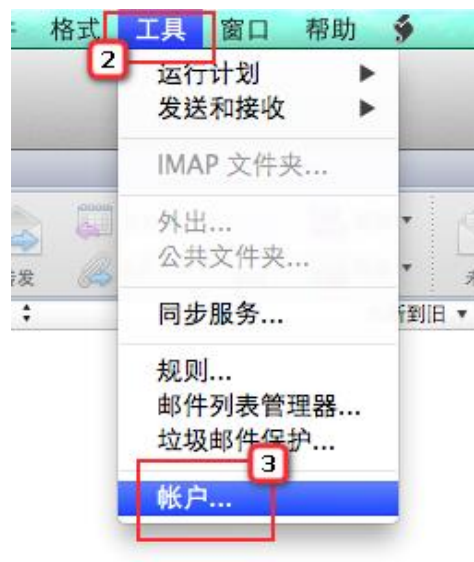 格式 工具 窗口 帮助
2
运行计划
发送和接收
IMAP 文件夹...
外出...
公共文件夹...
发
同步服务...
到旧
规则...
邮件列表管理器...
垃圾邮件保护...
3
帐户...